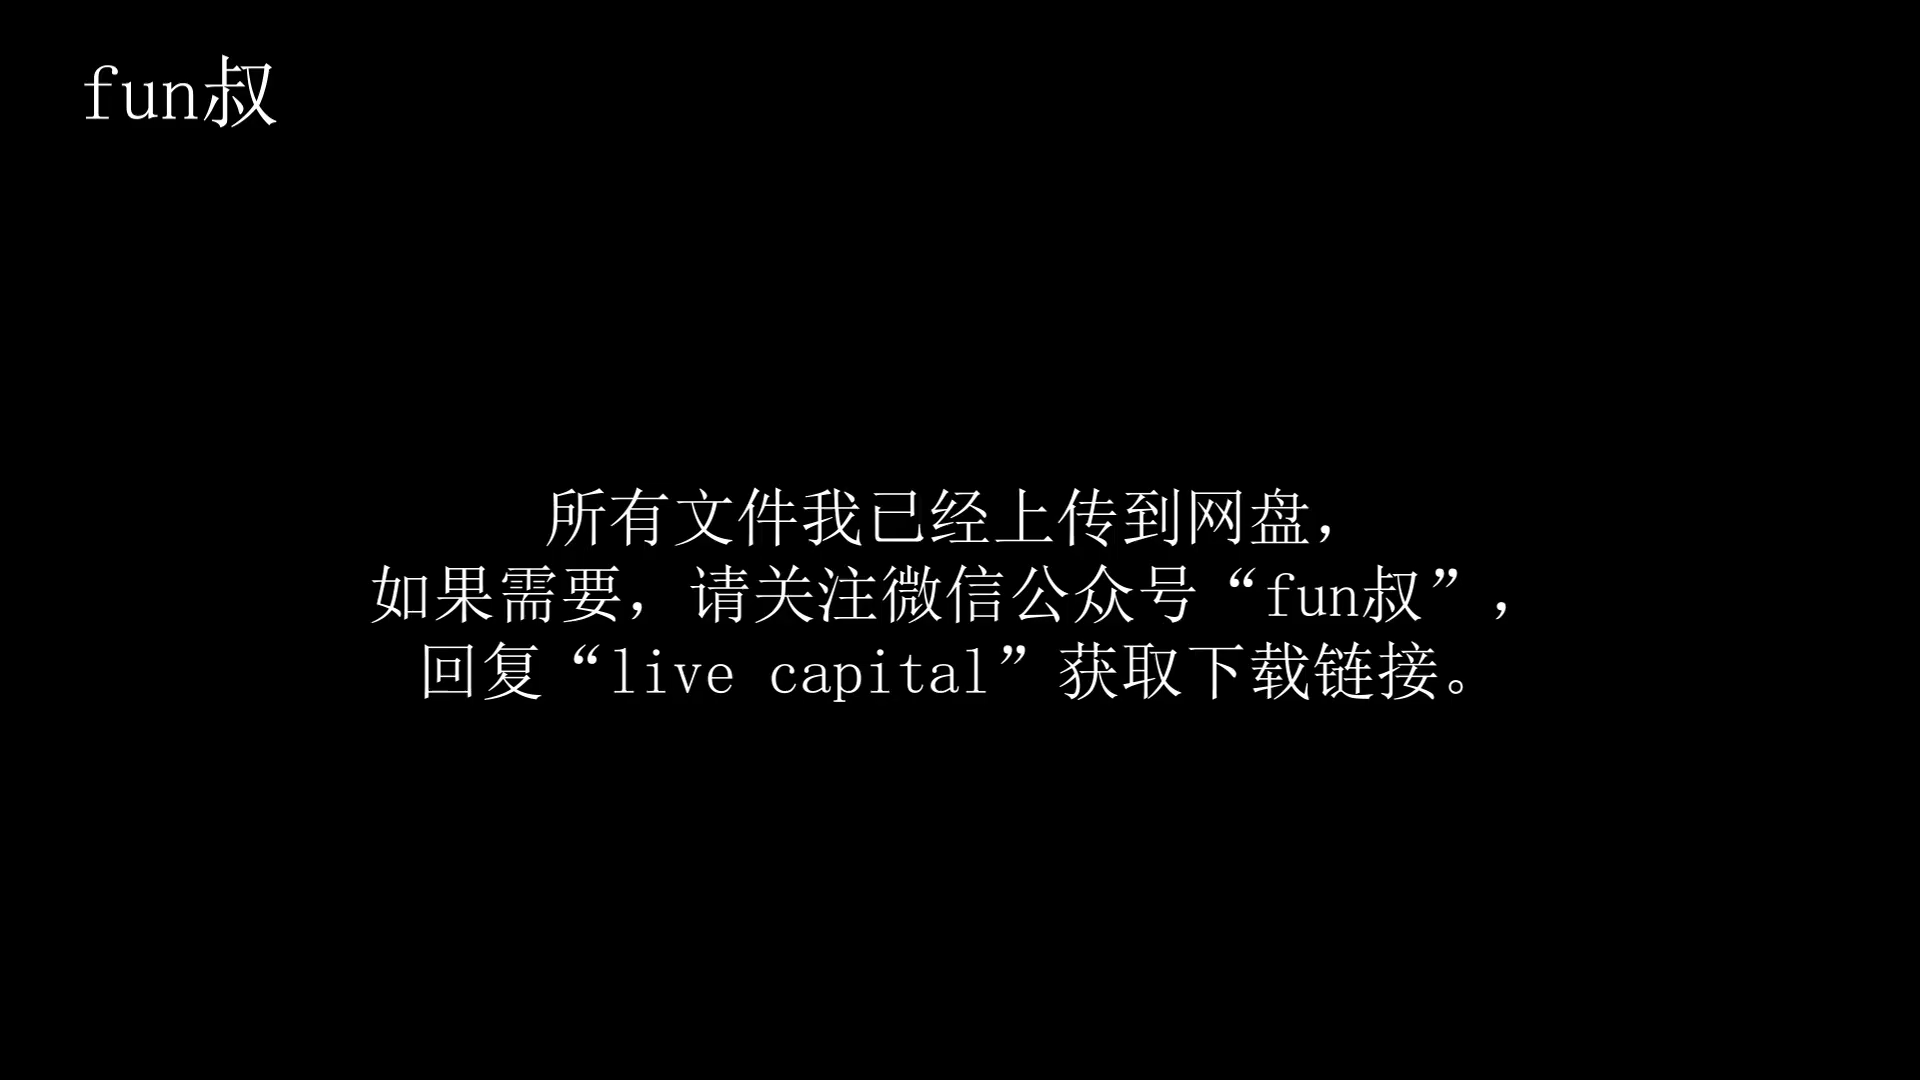 fun叔
所有文件我已经上传到网盘，
如果需要，请关注微信公众号“fun叔”，
回复“live capital”获取下载链接。